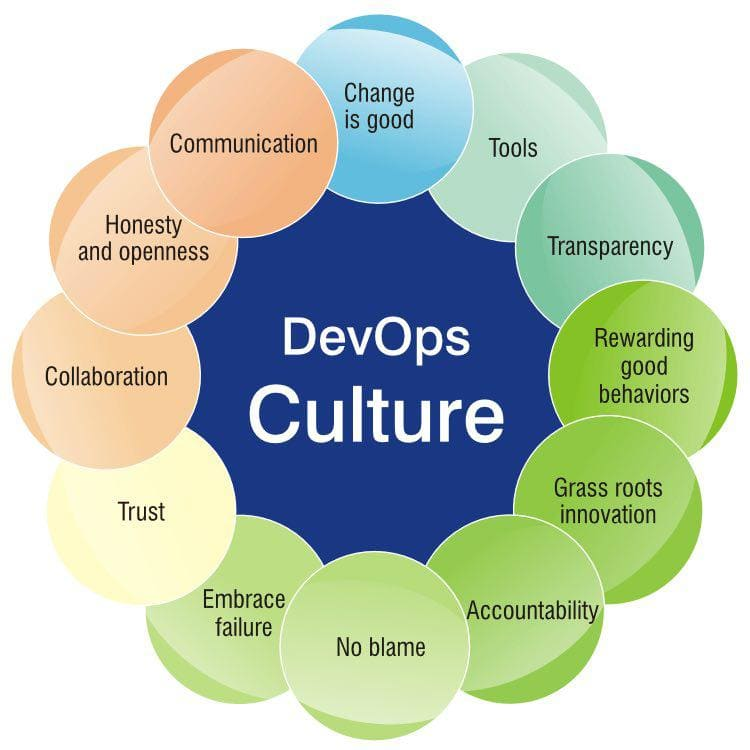 Change
is good
Tools
Transparency
Rewarding
good
behaviors
Grass roots
innovation
Accountability
No blame
Embrace
failure
Trust
Collaboration
Honesty
and openness
Communication
DevOps
Culture